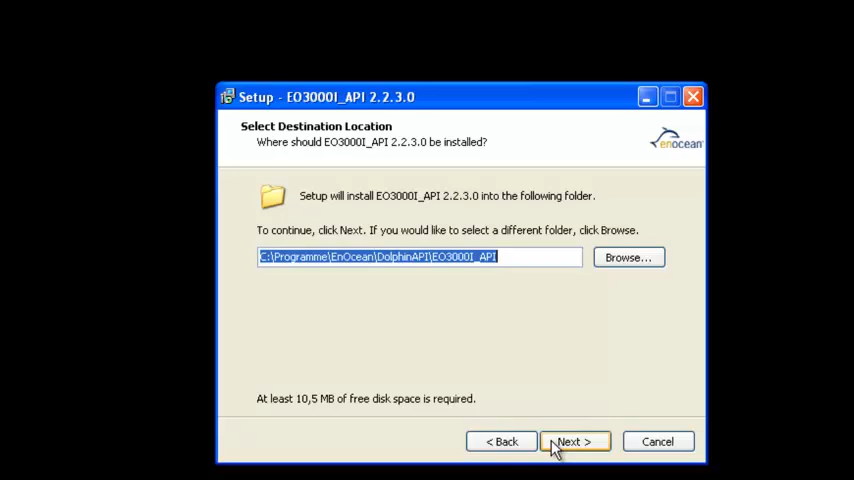 Setup - EO3000I_API 2.2.3.0
Select Destination Location
Where should EO3000I_API 2.2.3.0 be installed?
enocean
Setup will install EO3000I_API 2.2.3.0 into the following folder.
To continue, click Next. If you would like to select a different folder, click Browse.
C:\Programme\EnOcean\DolphinAPI\EO3000I_API
Browse...
At least 10,5 MB of free disk space is required.
< Back
Next >
Cancel